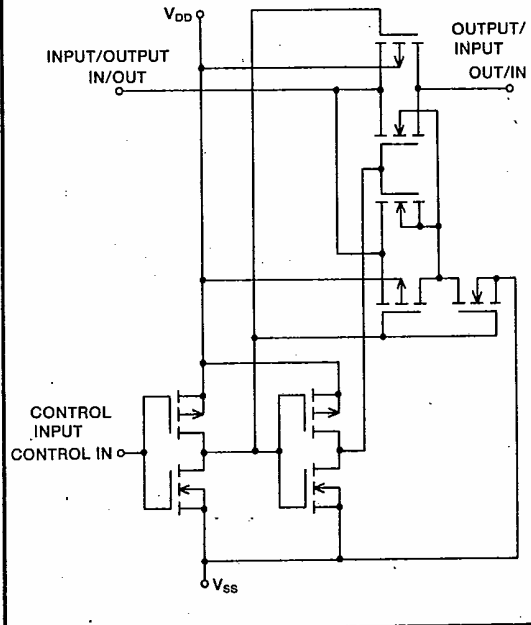 VDD
OUTPUT/
INPUT
OUT/IN
INPUT/OUTPUT
IN/OUT
CONTROL
INPUT
CONTROL IN
VSS